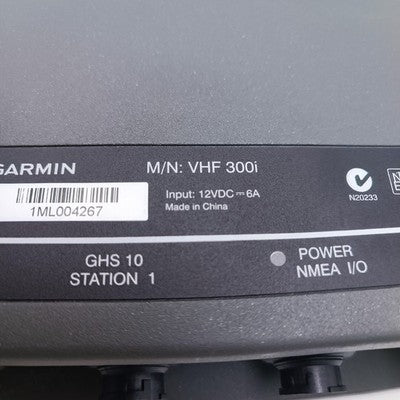 GARMIN
M/N: VHF 300i
1ML004267
Input: 12VDC ⎓ 6A
Made in China
N20233
GHS 10
STATION 1
POWER
NMEA I/O